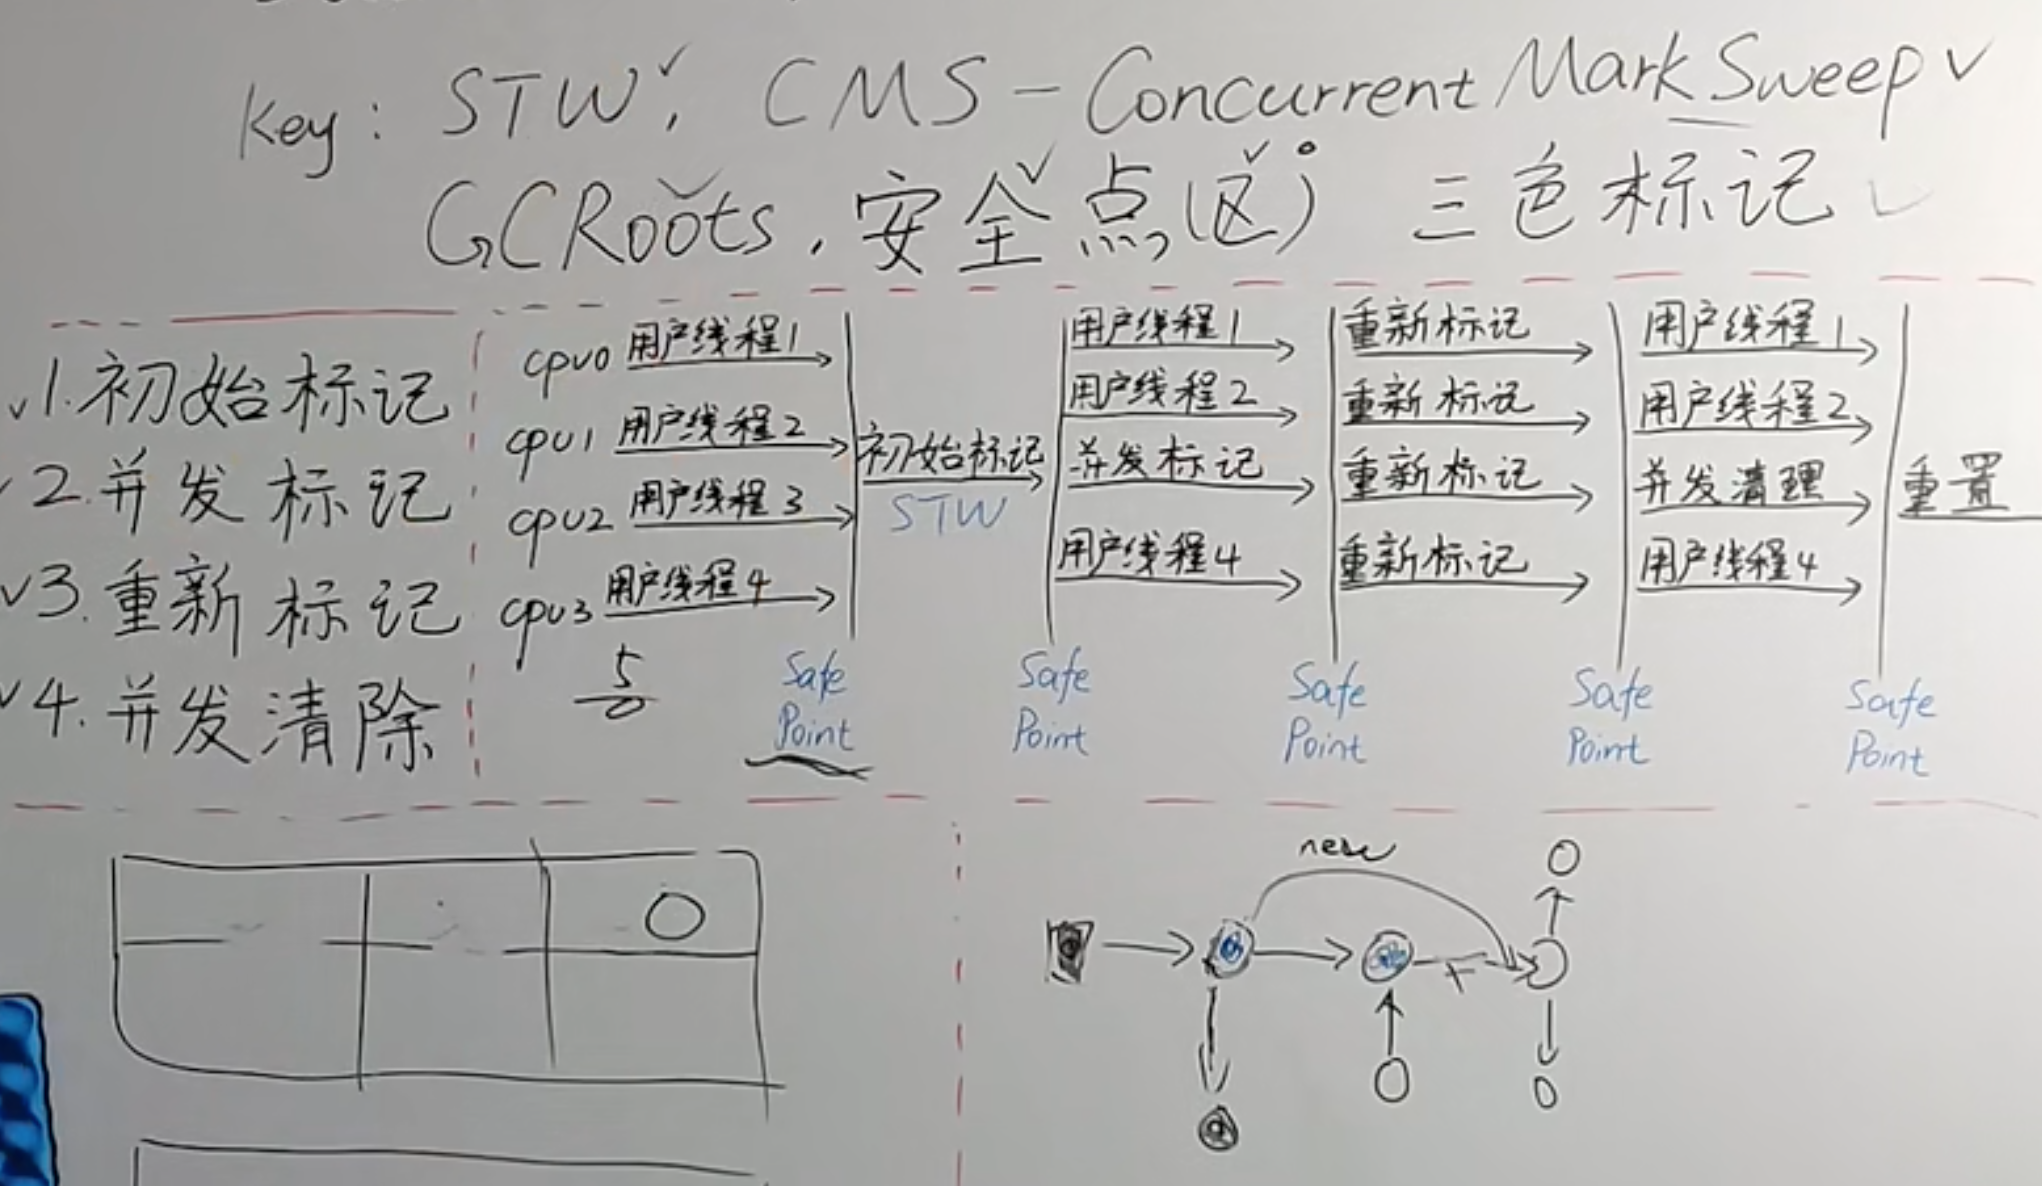 Key: STW, CMS - Concurrent Mark Sweep
GC Roots, 安全点(区) 三色标记
1.初始标记
2.并发标记
3.重新标记
4.并发清除
cpu0 用户线程1
cpu1 用户线程2
cpu2 用户线程3
cpu3 用户线程4
5
0
Safe
Point
初始标记
STW
Safe
Point
用户线程1
用户线程2
并发标记
用户线程4
Safe
Point
重新标记
重新标记
重新标记
重新标记
Safe
Point
用户线程1
用户线程2
并发清理
用户线程4
Safe
Point
重置
new